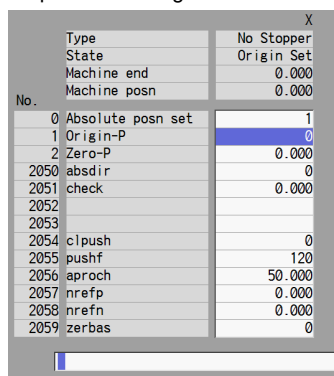 X
Type No Stopper
State Origin Set
Machine end 0.000
Machine posn 0.000
No.
0 Absolute posn set 1
1 Origin-P 0
2 Zero-P 0.000
2050 absdir 0
2051 check 0.000
2052
2053
2054 clpush 0
2055 pushf 120
2056 aproch 50.000
2057 nrefp 0.000
2058 nrefn 0.000
2059 zerbas 0